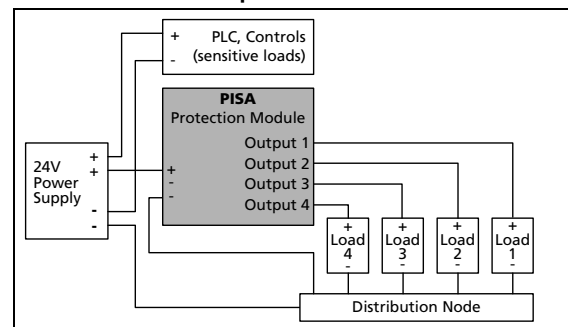 + PLC, Controls
- (sensitive loads)
PISA
Protection Module
Output 1
Output 2
Output 3
Output 4
+
-
-
24V
Power
Supply
+
+
-
-
+
Load
4
-
+
Load
3
-
+
Load
2
-
+
Load
1
-
Distribution Node